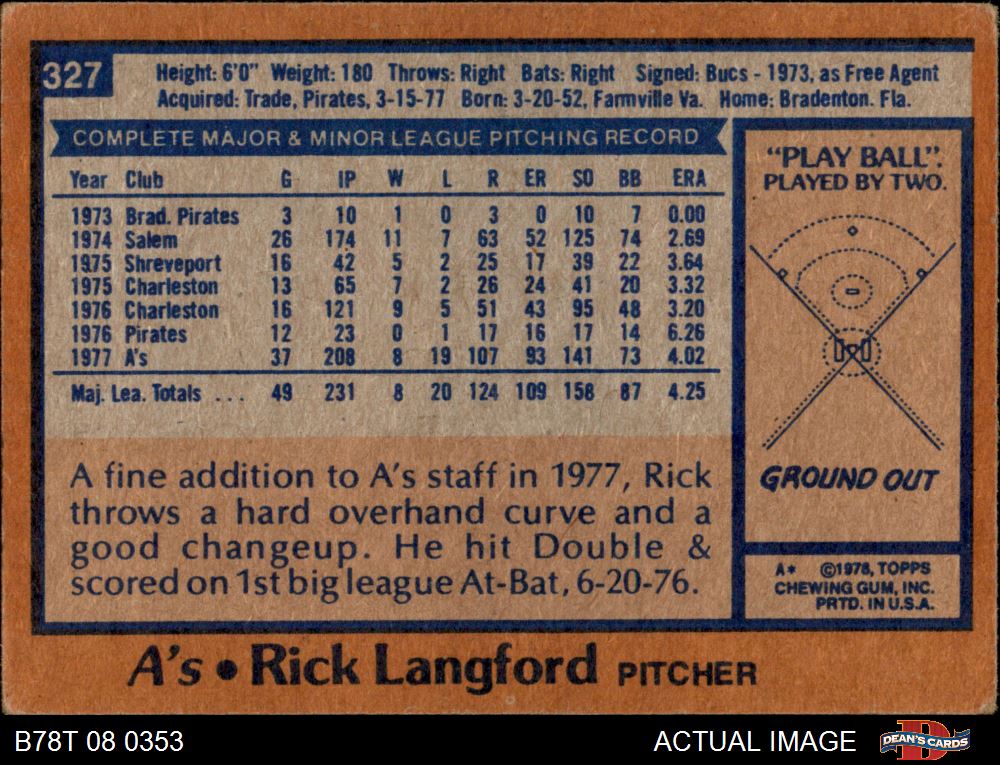 327
Height: 6'0" Weight: 180 Throws: Right Bats: Right Signed: Bucs - 1973, as Free Agent
Acquired: Trade, Pirates, 3-15-77 Born: 3-20-52, Farmville Va. Home: Bradenton. Fla.
COMPLETE MAJOR & MINOR LEAGUE PITCHING RECORD
Year Club G IP W L R ER SO BB ERA
1973 Brad. Pirates 3 10 1 0 3 0 10 7 0.00
1974 Salem 26 174 11 7 63 52 125 74 2.69
1975 Shreveport 16 42 5 2 25 17 39 22 3.64
1975 Charleston 13 65 7 2 26 24 41 20 3.32
1976 Charleston 16 121 9 5 51 43 95 48 3.20
1976 Pirates 12 23 0 1 17 16 17 14 6.26
1977 A's 37 208 8 19 107 93 141 73 4.02
Maj. Lea. Totals ... 49 231 8 20 124 109 158 87 4.25
A fine addition to A's staff in 1977, Rick
throws a hard overhand curve and a
good changeup. He hit Double &
scored on 1st big league At-Bat, 6-20-76.
"PLAY BALL".
PLAYED BY TWO.
GROUND OUT
A* ©1978, TOPPS
CHEWING GUM, INC.
PRTD. IN U.S.A.
A's • Rick Langford PITCHER
B78T 08 0353
ACTUAL IMAGE
DEAN'S CARDS